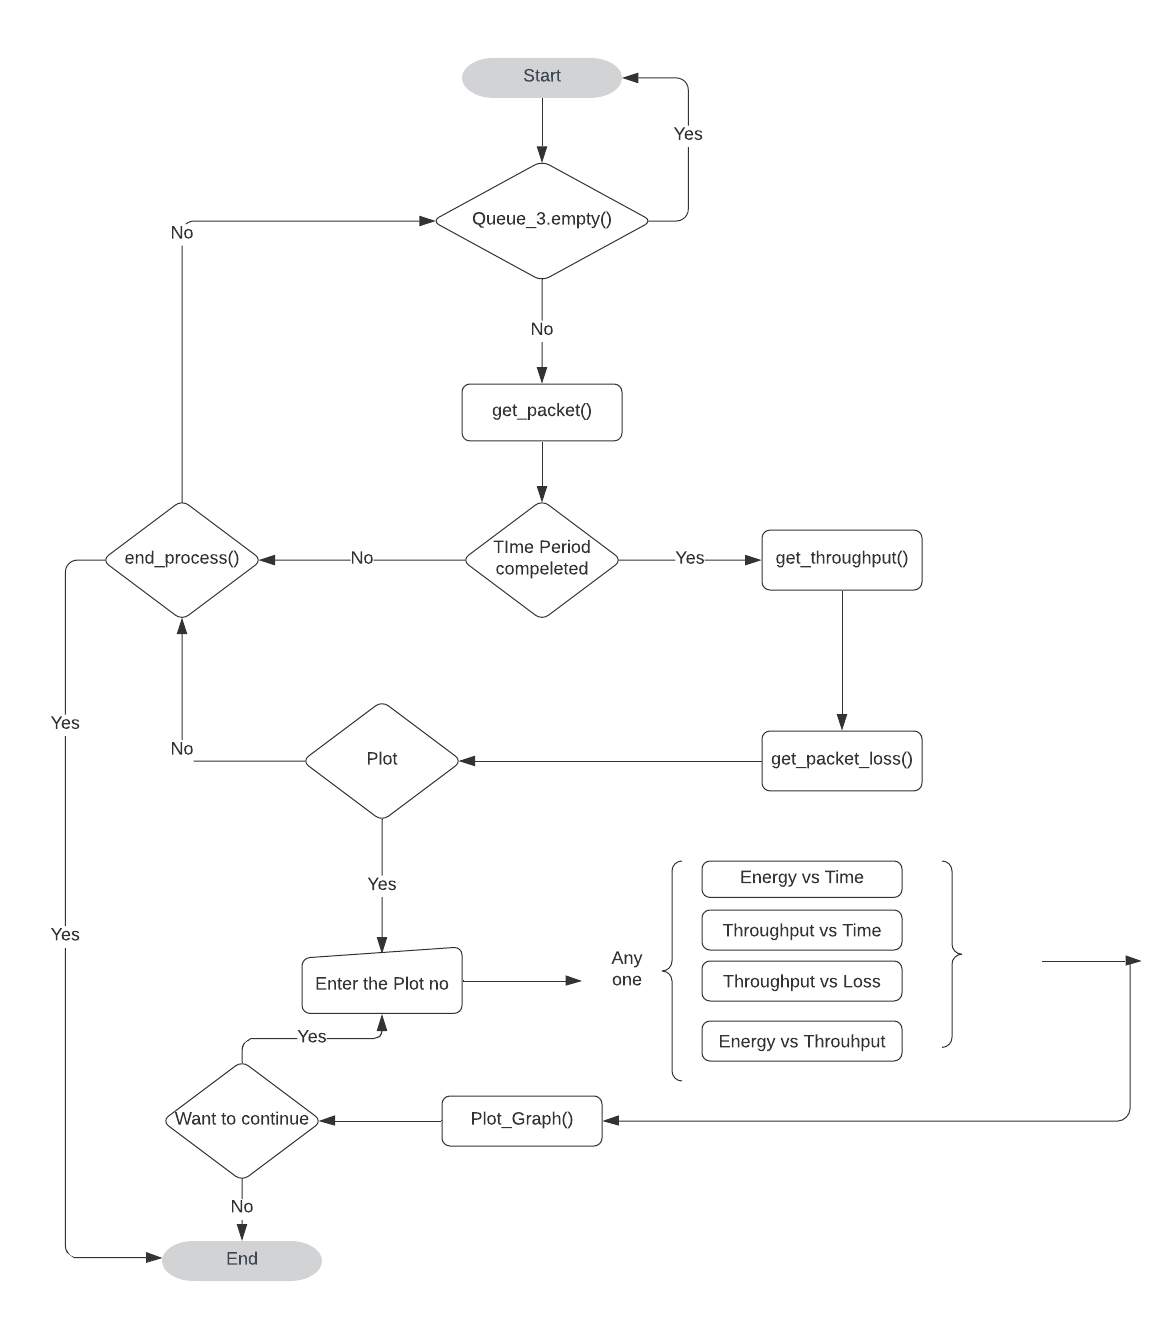 Start
Yes
Queue_3.empty()
No
No
get_packet()
TIme Period
compeleted
end_process()
No
Yes
get_throughput()
Yes
No
Plot
get_packet_loss()
Yes
Energy vs Time
Throughput vs Time
Yes
Any
one
Throughput vs Loss
Enter the Plot no
Yes
Energy vs Throuhput
Want to continue
Plot_Graph()
No
End